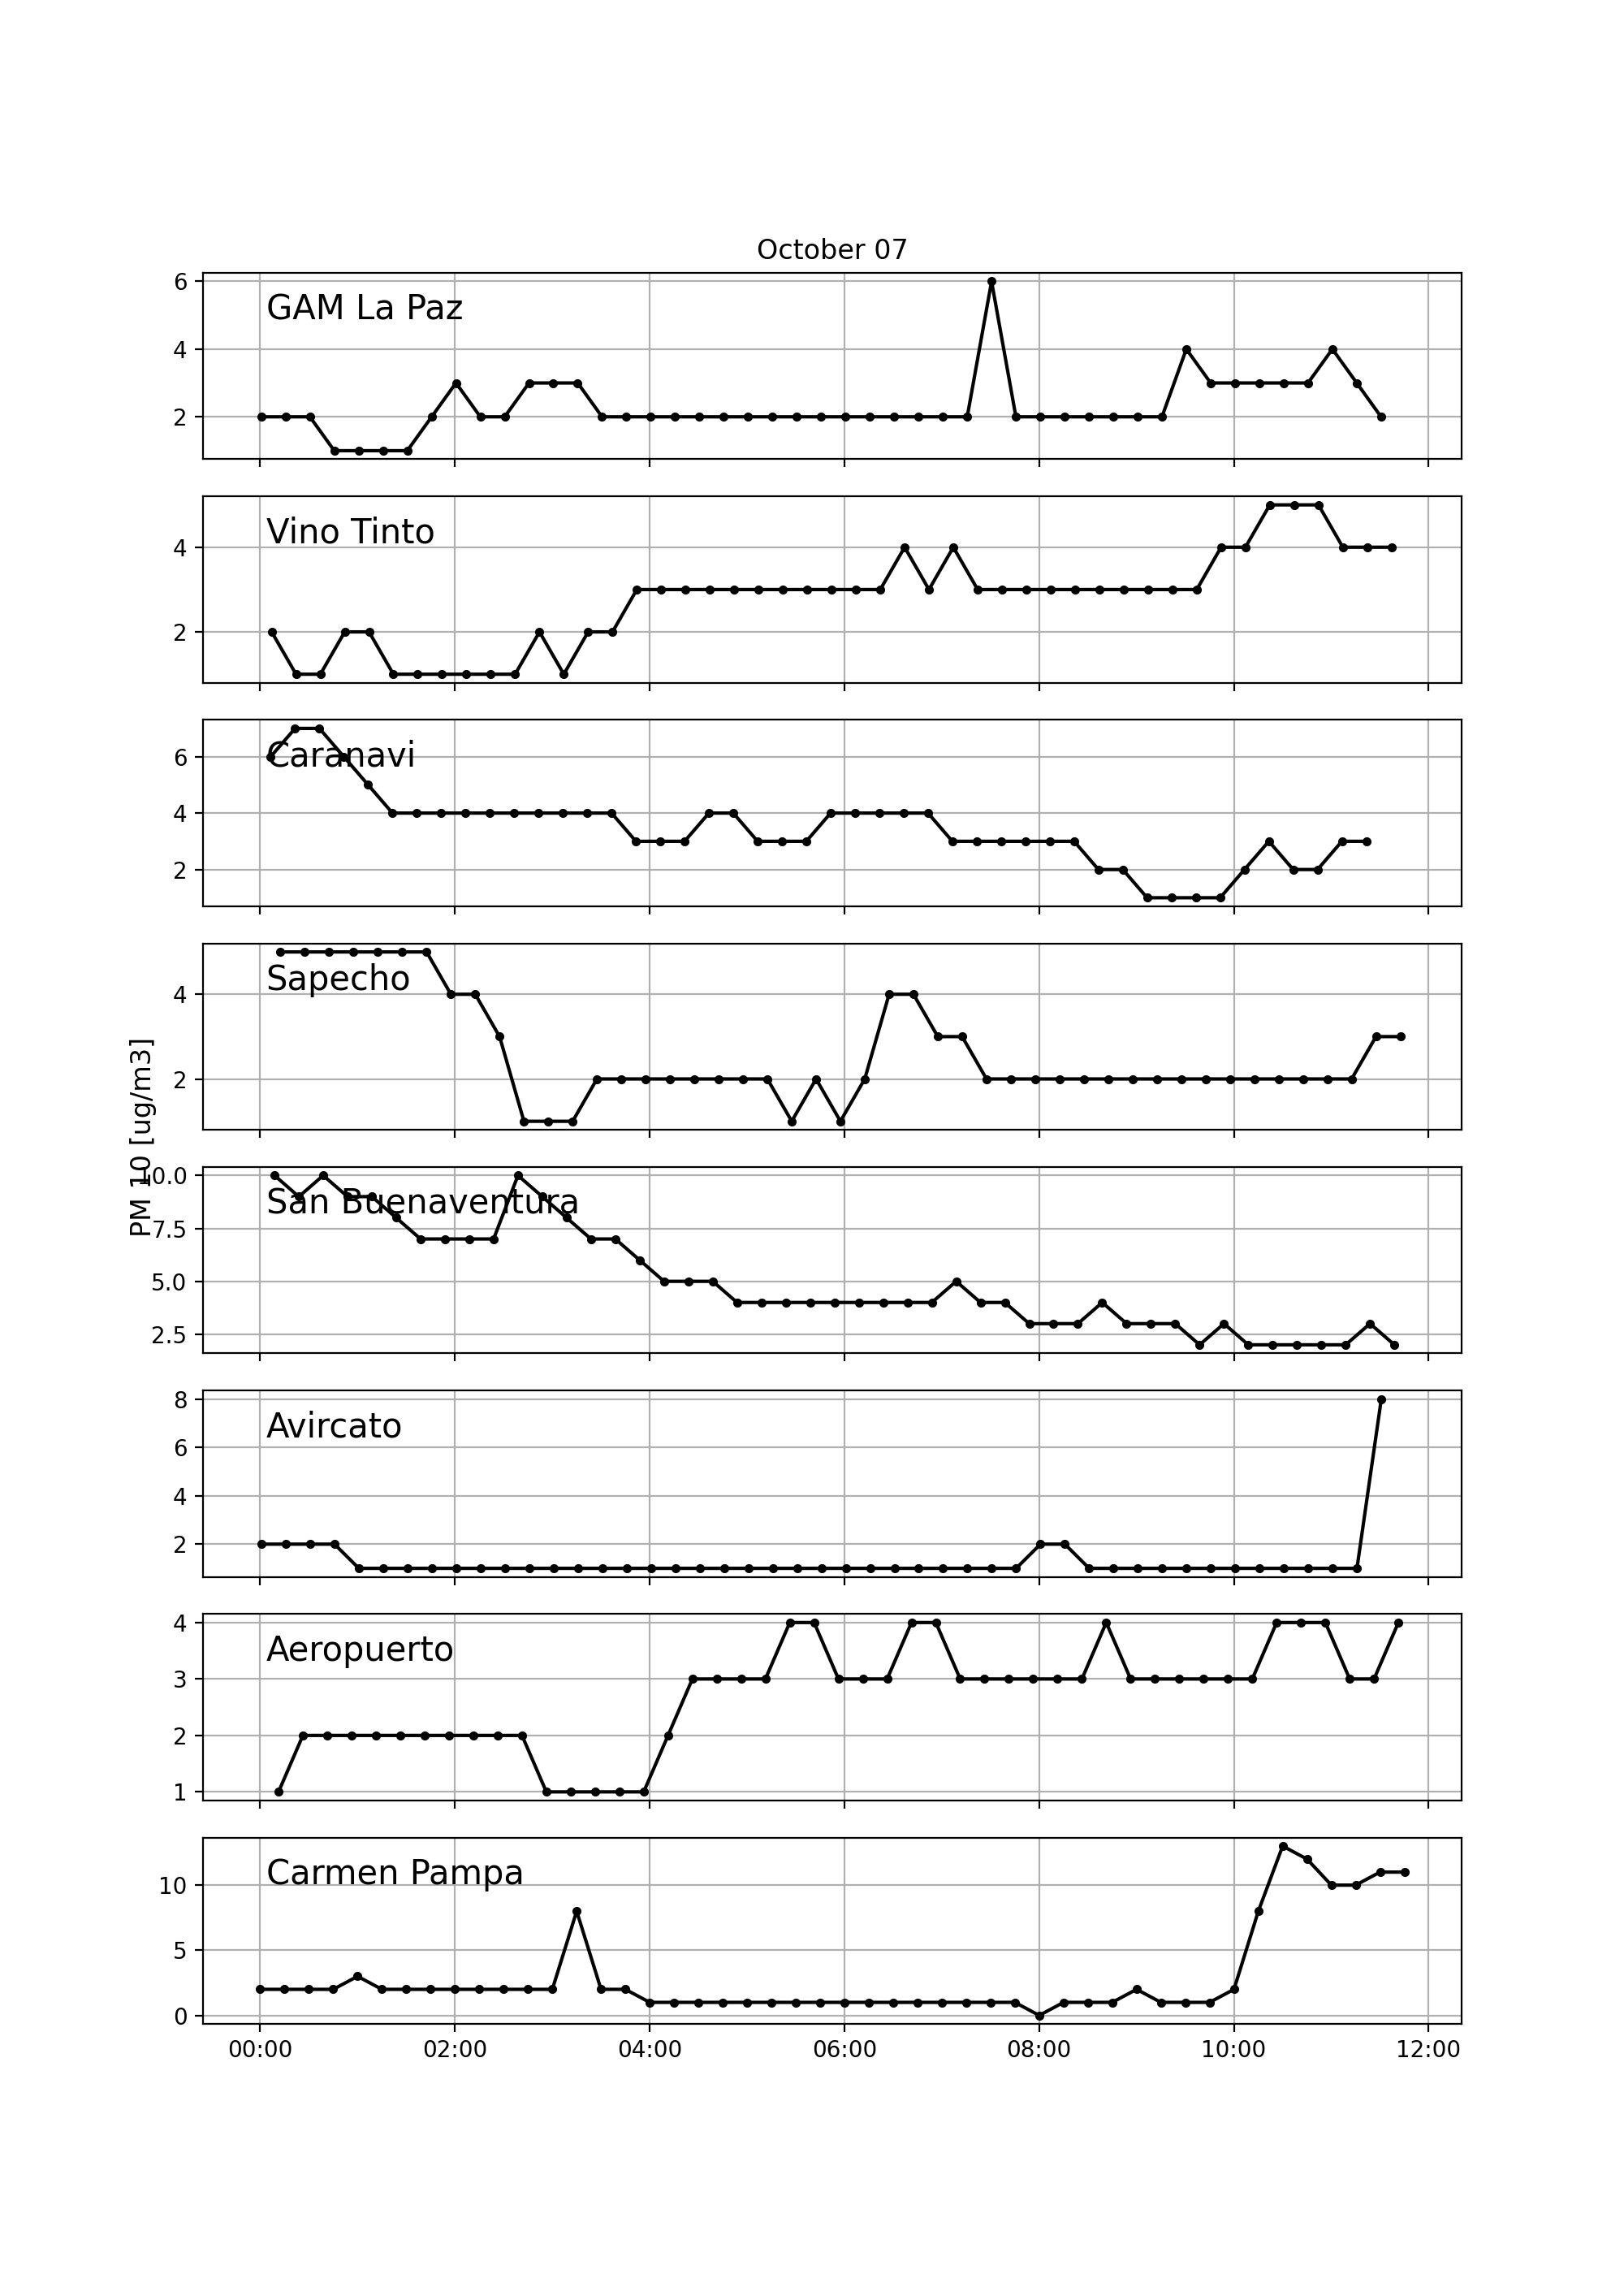 October 07
6
GAM La Paz
4
2
Vino Tinto
4
2
6
Caranavi
4
2
Sapecho
4
2
PM 10 [ug/m3]
10.0
San Buenaventura
7.5
5.0
2.5
8
Avircato
6
4
2
4
Aeropuerto
3
2
1
Carmen Pampa
10
5
0
00:00 02:00 04:00 06:00 08:00 10:00 12:00